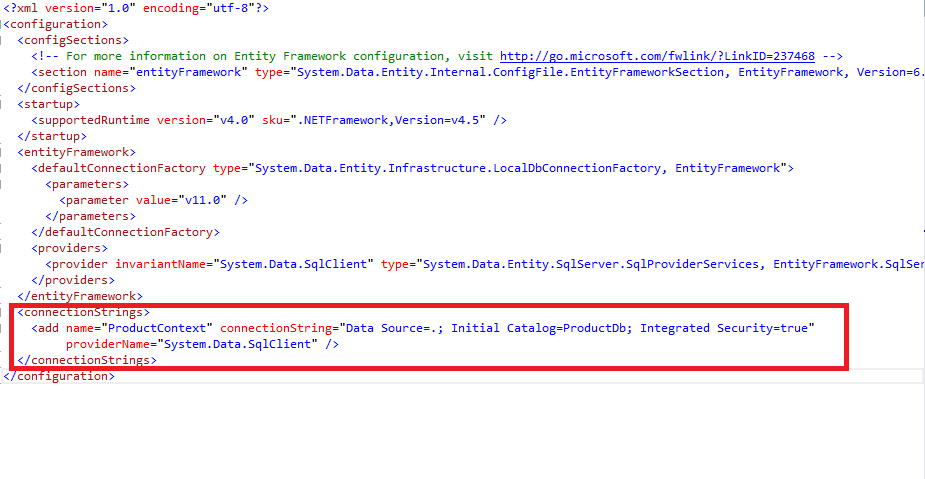 <?xml version="1.0" encoding="utf-8"?>
<configuration>
  <configSections>
    <!-- For more information on Entity Framework configuration, visit http://go.microsoft.com/fwlink/?LinkID=237468 -->
    <section name="entityFramework" type="System.Data.Entity.Internal.ConfigFile.EntityFrameworkSection, EntityFramework, Version=6.
  </configSections>
  <startup>
    <supportedRuntime version="v4.0" sku=".NETFramework,Version=v4.5" />
  </startup>
  <entityFramework>
    <defaultConnectionFactory type="System.Data.Entity.Infrastructure.LocalDbConnectionFactory, EntityFramework">
      <parameters>
        <parameter value="v11.0" />
      </parameters>
    </defaultConnectionFactory>
    <providers>
      <provider invariantName="System.Data.SqlClient" type="System.Data.Entity.SqlServer.SqlProviderServices, EntityFramework.SqlSer
    </providers>
  </entityFramework>
  <connectionStrings>
    <add name="ProductContext" connectionString="Data Source=.; Initial Catalog=ProductDb; Integrated Security=true"
         providerName="System.Data.SqlClient" />
  </connectionStrings>
</configuration>